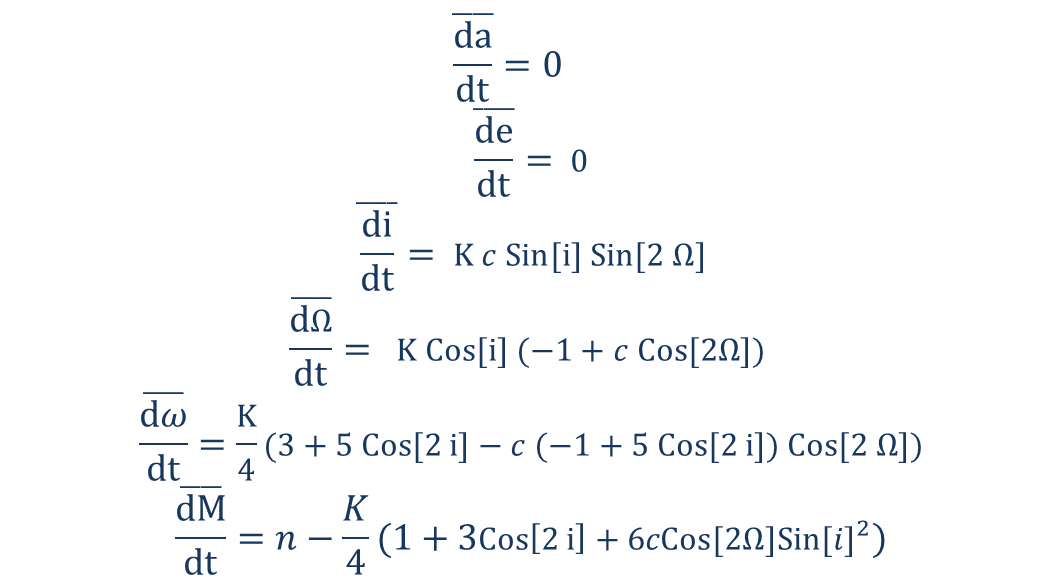 da/dt = 0
de/dt = 0
di/dt = K c Sin[i] Sin[2 Ω]
dΩ/dt = K Cos[i] (−1 + c Cos[2Ω])
dω/dt = K/4 (3 + 5 Cos[2 i] − c (−1 + 5 Cos[2 i]) Cos[2 Ω])
dM/dt = n − K/4 (1 + 3Cos[2 i] + 6cCos[2Ω]Sin[i]²)